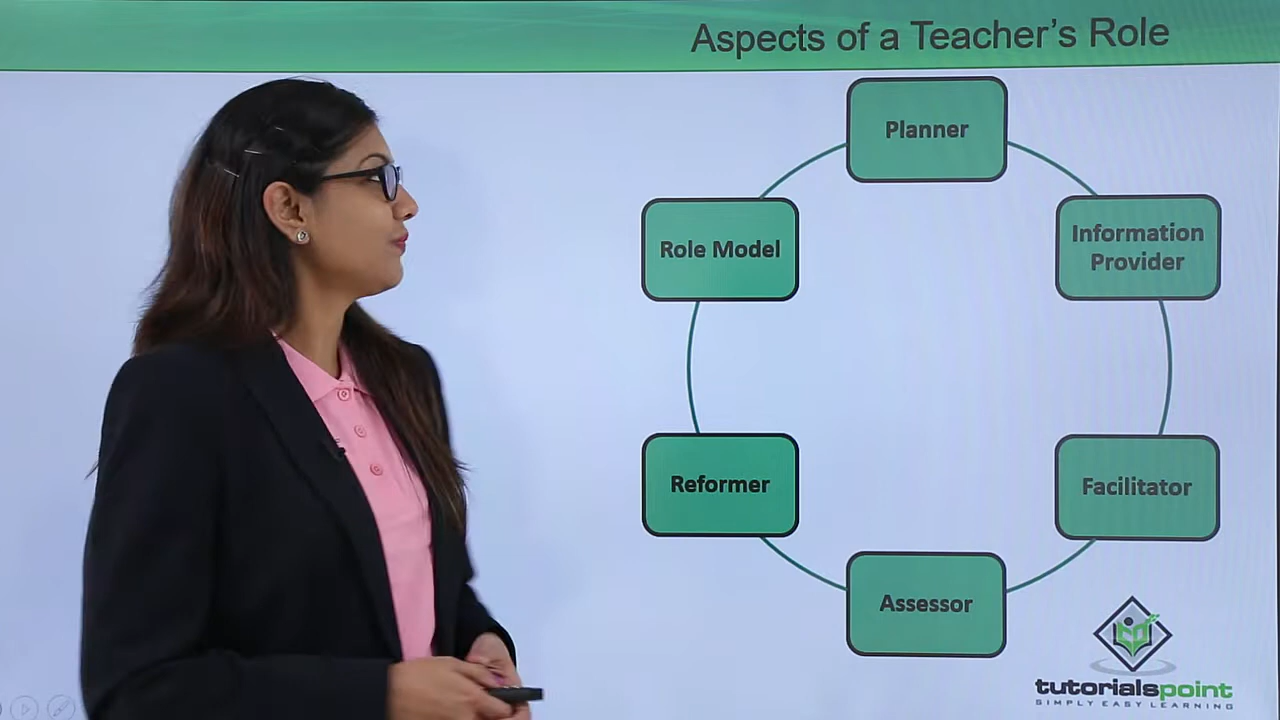 Aspects of a Teacher's Role
Planner
Information
Provider
Facilitator
Assessor
Reformer
Role Model
tutorialspoint
SIMPLY EASY LEARNING